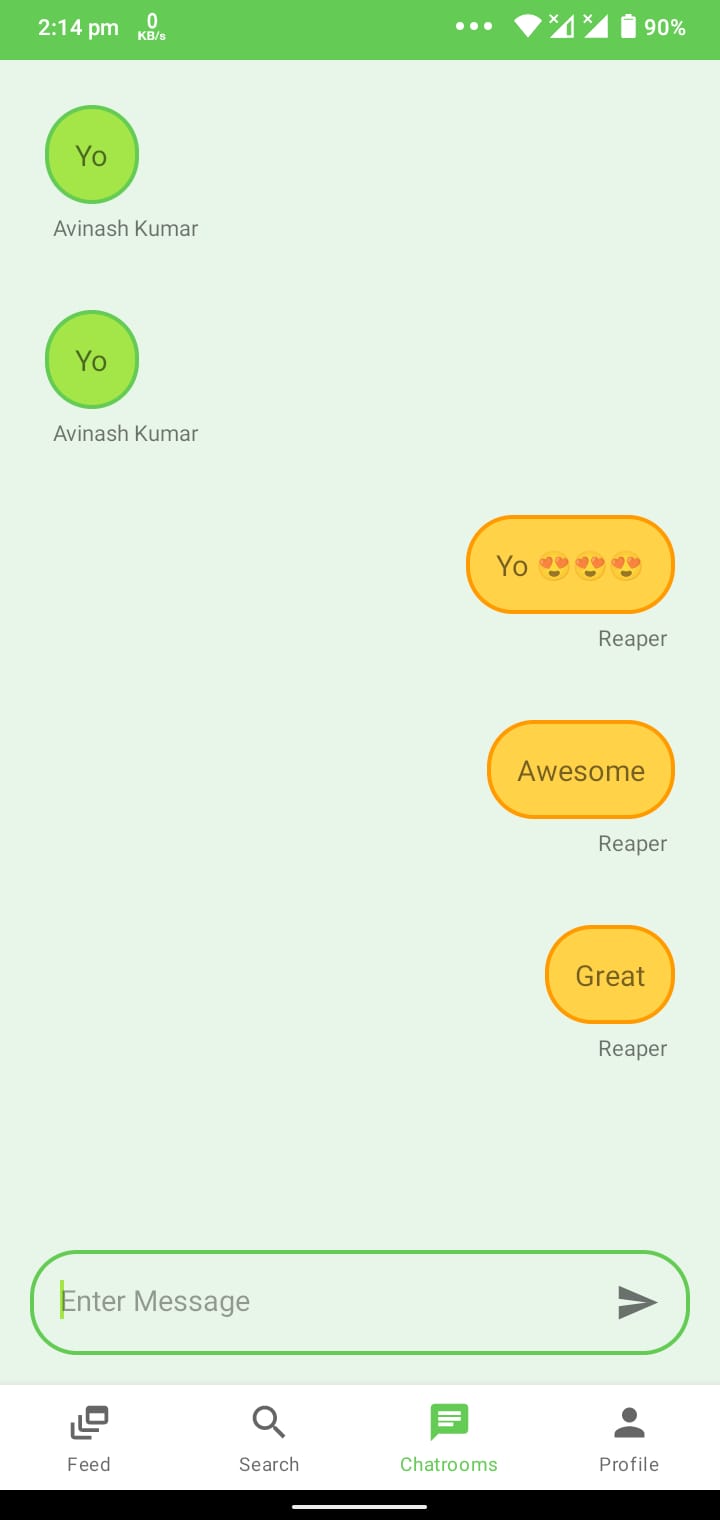 2:14 pm 0 KB/s 90%
Yo
Avinash Kumar
Yo
Avinash Kumar
Yo 😍😍😍
Reaper
Awesome
Reaper
Great
Reaper
Enter Message
Feed Search Chatrooms Profile